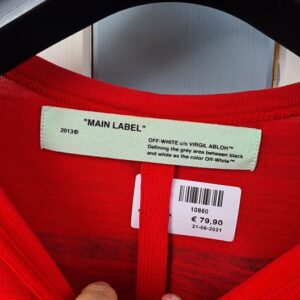 "MAIN LABEL"
2013®
OFF-WHITE c/o VIRGIL ABLOH™
Defining the grey area between black
and white as the color Off-White™
10860
€ 79,90
21-06-2021